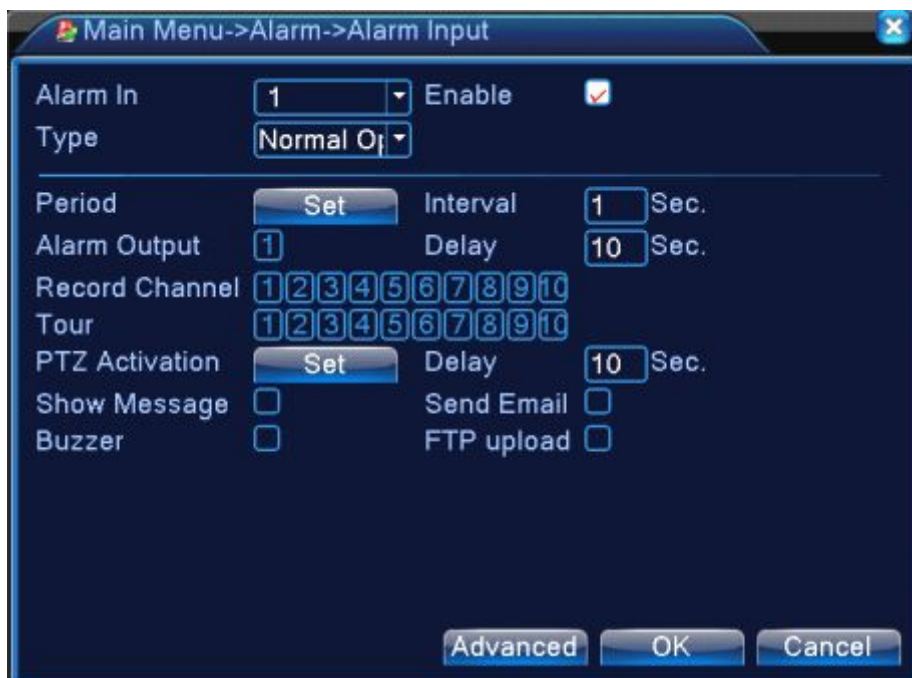 Main Menu->Alarm->Alarm Input
Alarm In 1 Enable
Type Normal Op
Period Set Interval 1 Sec.
Alarm Output 1 Delay 10 Sec.
Record Channel 1 2 3 4 5 6 7 8 9 10
Tour 1 2 3 4 5 6 7 8 9 10
PTZ Activation Set Delay 10 Sec.
Show Message Send Email
Buzzer FTP upload
Advanced OK Cancel